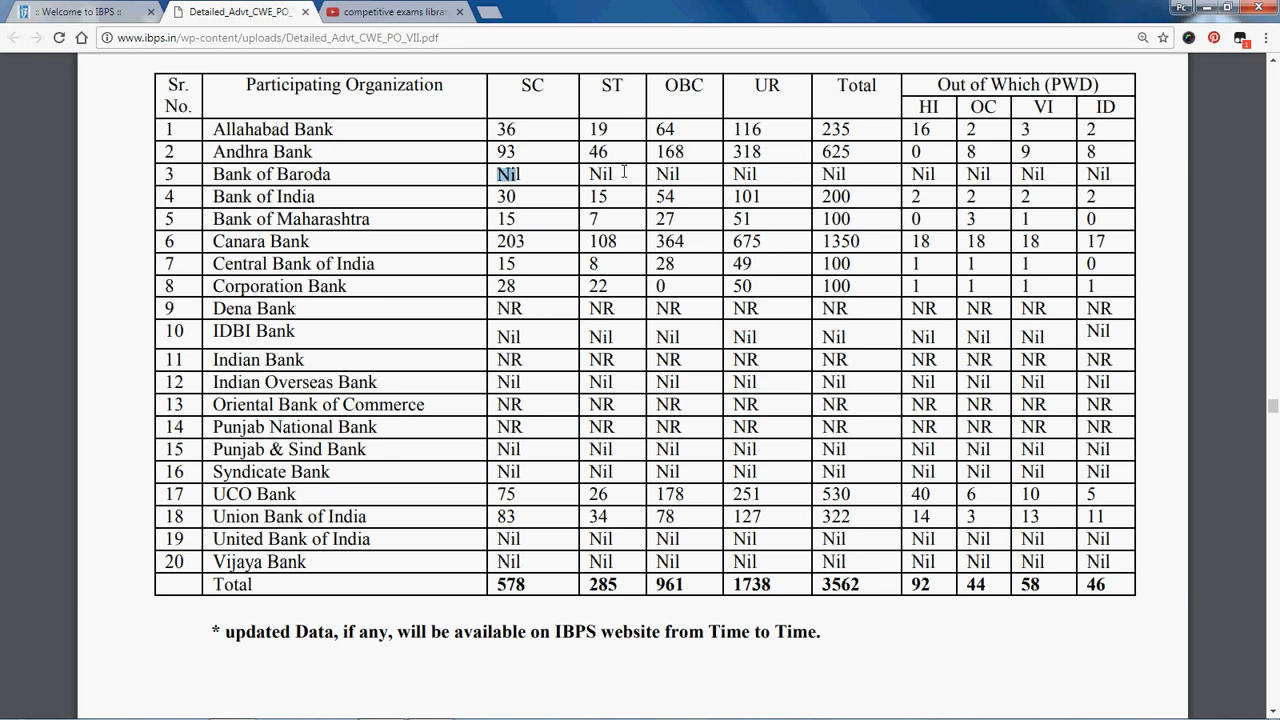 :: Welcome to IBPS ::
Detailed_Advt_CWE_PO_
competitive exams librar
Pc
www.ibps.in/wp-content/uploads/Detailed_Advt_CWE_PO_VII.pdf
1
Sr. No. Participating Organization SC ST OBC UR Total Out of Which (PWD)
HI OC VI ID
1 Allahabad Bank 36 19 64 116 235 16 2 3 2
2 Andhra Bank 93 46 168 318 625 0 8 9 8
3 Bank of Baroda Nil Nil Nil Nil Nil Nil Nil Nil Nil
4 Bank of India 30 15 54 101 200 2 2 2 2
5 Bank of Maharashtra 15 7 27 51 100 0 3 1 0
6 Canara Bank 203 108 364 675 1350 18 18 18 17
7 Central Bank of India 15 8 28 49 100 1 1 1 0
8 Corporation Bank 28 22 0 50 100 1 1 1 1
9 Dena Bank NR NR NR NR NR NR NR NR NR
10 IDBI Bank Nil Nil Nil Nil Nil Nil Nil Nil Nil
11 Indian Bank NR NR NR NR NR NR NR NR NR
12 Indian Overseas Bank Nil Nil Nil Nil Nil Nil Nil Nil Nil
13 Oriental Bank of Commerce NR NR NR NR NR NR NR NR NR
14 Punjab National Bank NR NR NR NR NR NR NR NR NR
15 Punjab & Sind Bank Nil Nil Nil Nil Nil Nil Nil Nil Nil
16 Syndicate Bank Nil Nil Nil Nil Nil Nil Nil Nil Nil
17 UCO Bank 75 26 178 251 530 40 6 10 5
18 Union Bank of India 83 34 78 127 322 14 3 13 11
19 United Bank of India Nil Nil Nil Nil Nil Nil Nil Nil Nil
20 Vijaya Bank Nil Nil Nil Nil Nil Nil Nil Nil Nil
Total 578 285 961 1738 3562 92 44 58 46
* updated Data, if any, will be available on IBPS website from Time to Time.